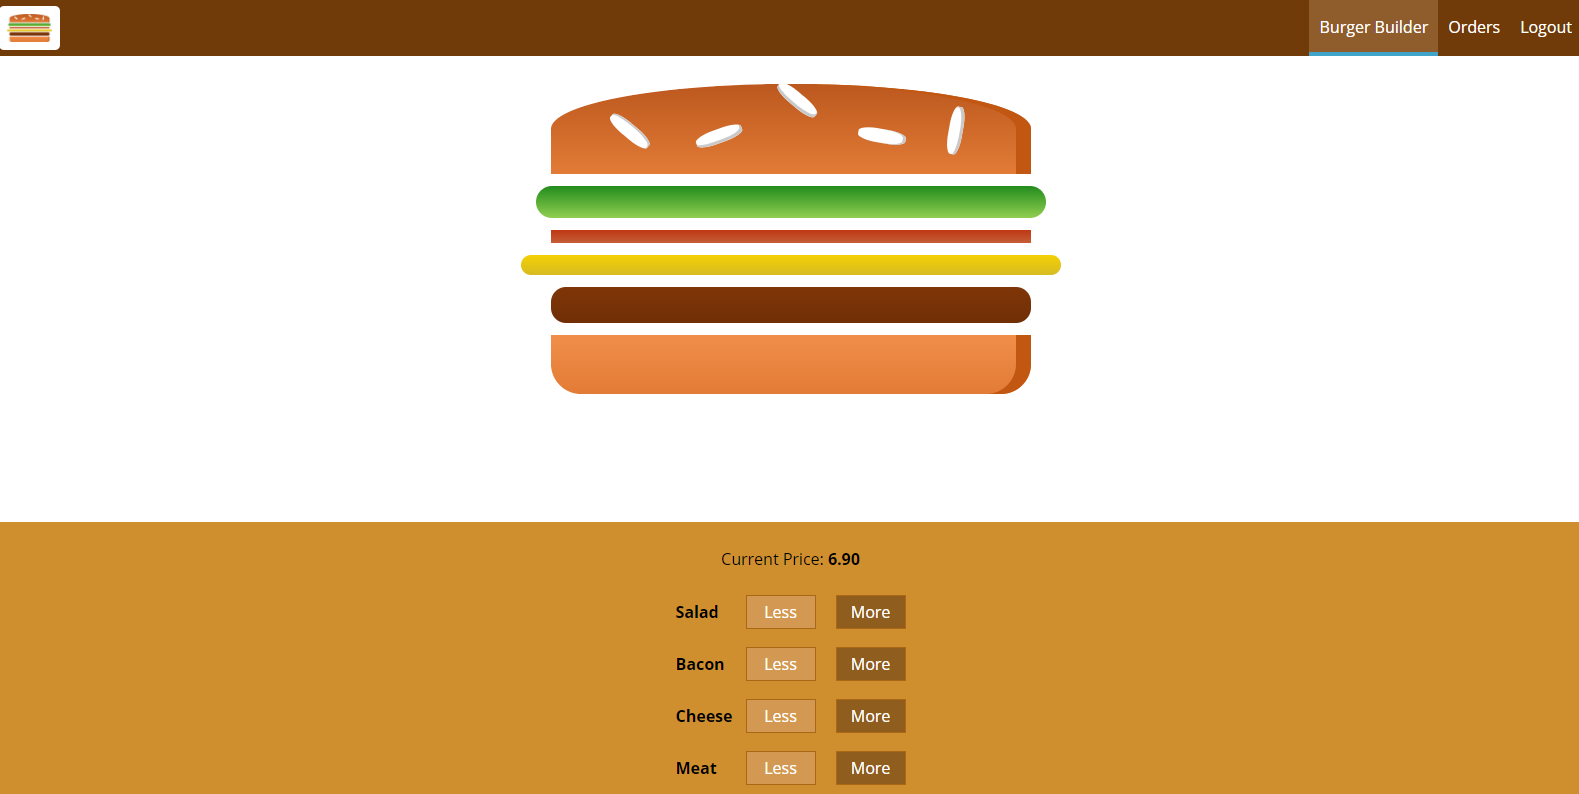 Burger Builder Orders Logout
Current Price: 6.90
Salad Less More
Bacon Less More
Cheese Less More
Meat Less More